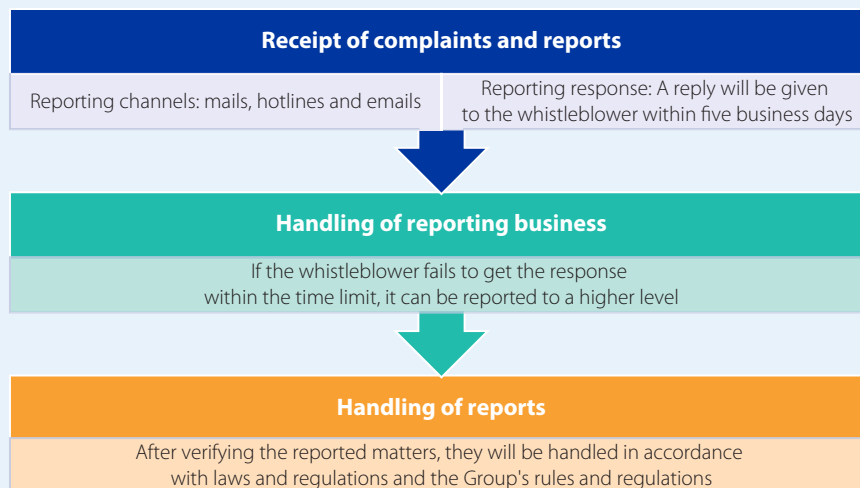 Receipt of complaints and reports
Reporting channels: mails, hotlines and emails
Reporting response: A reply will be given
to the whistleblower within five business days
Handling of reporting business
If the whistleblower fails to get the response
within the time limit, it can be reported to a higher level
Handling of reports
After verifying the reported matters, they will be handled in accordance
with laws and regulations and the Group's rules and regulations